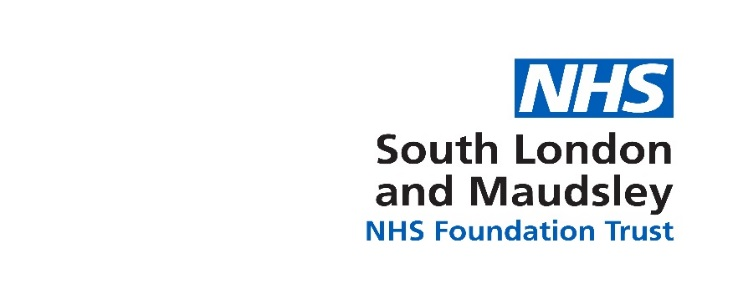 NHS
South London
and Maudsley
NHS Foundation Trust